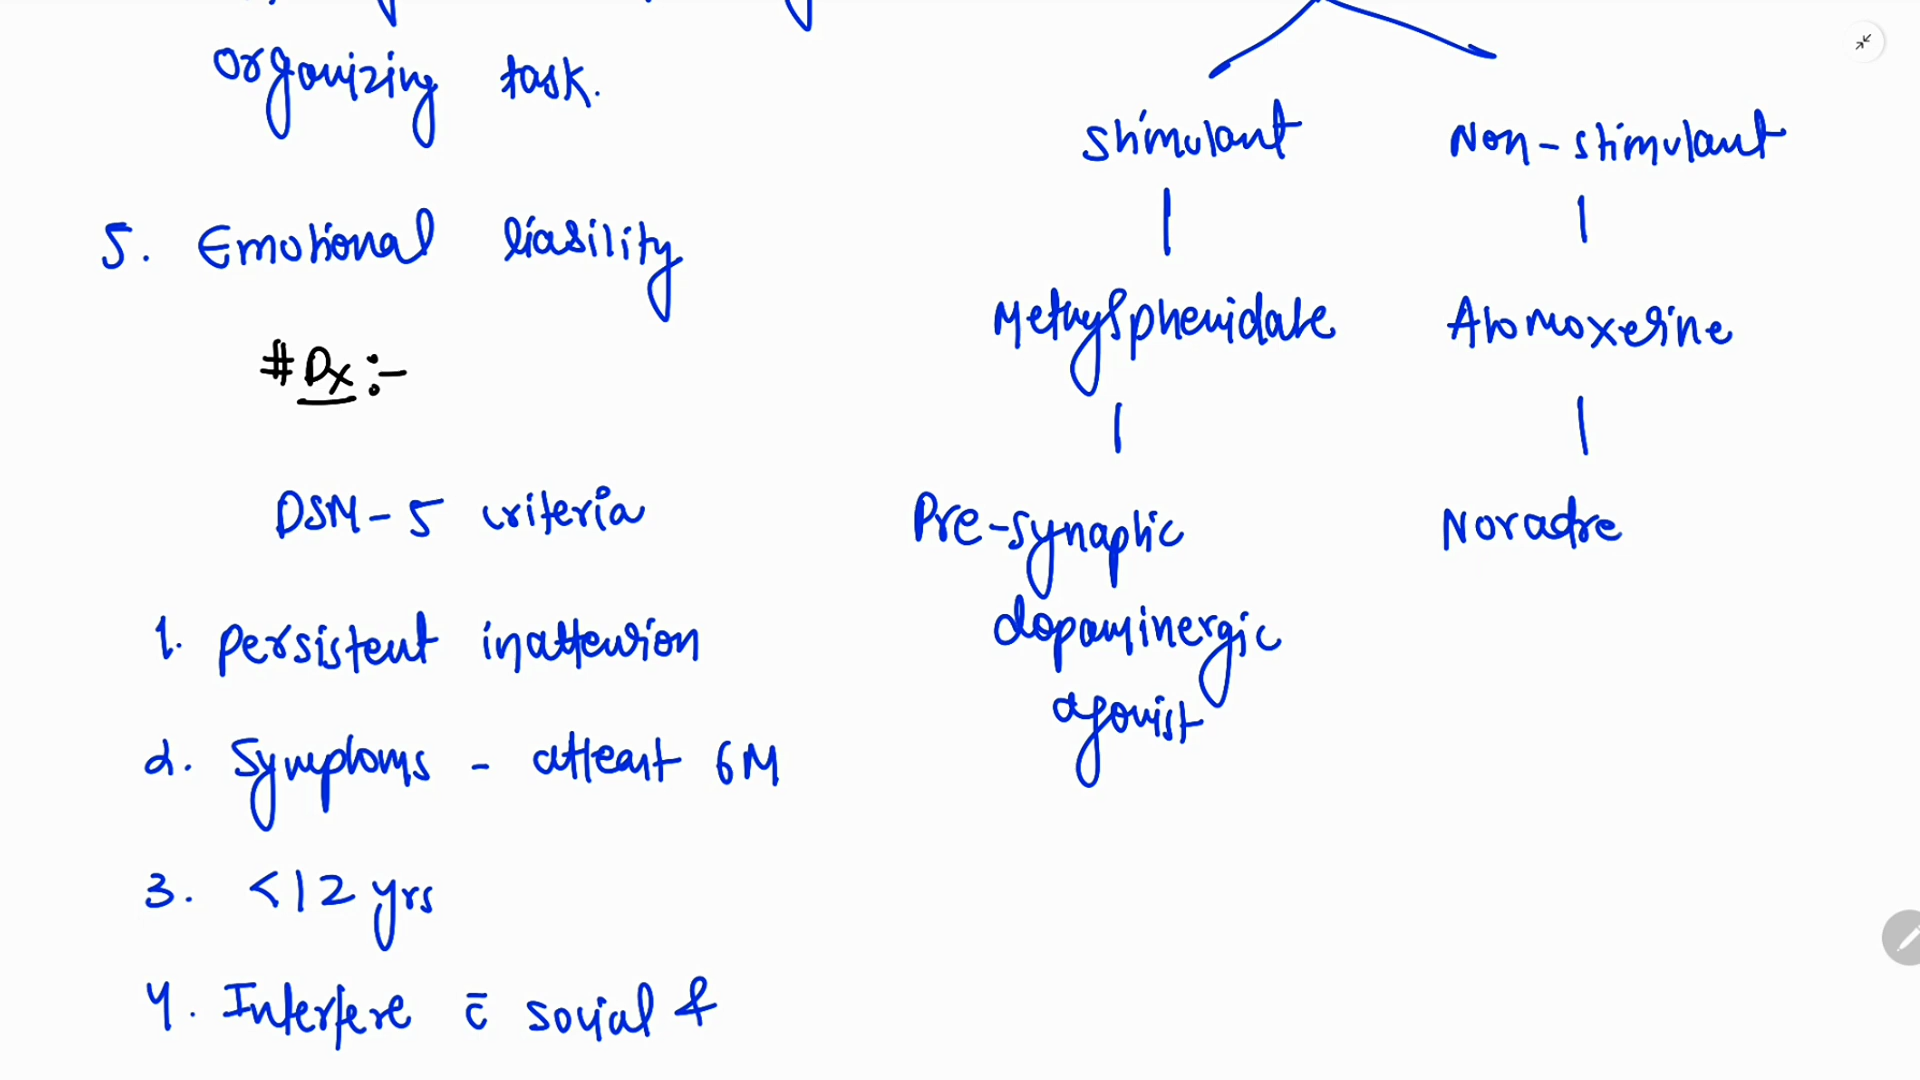 organizing task.
5. Emotional liability
#Dx:-
DSM-5 criteria
1. persistent inattention
2. Symptoms - atleast 6M
3. <12 yrs
4. Interfere c̄ social &
Stimulant Non-stimulant
Methylphenidate Atomoxetine
Pre-synaptic Noradre
dopaminergic
agonist